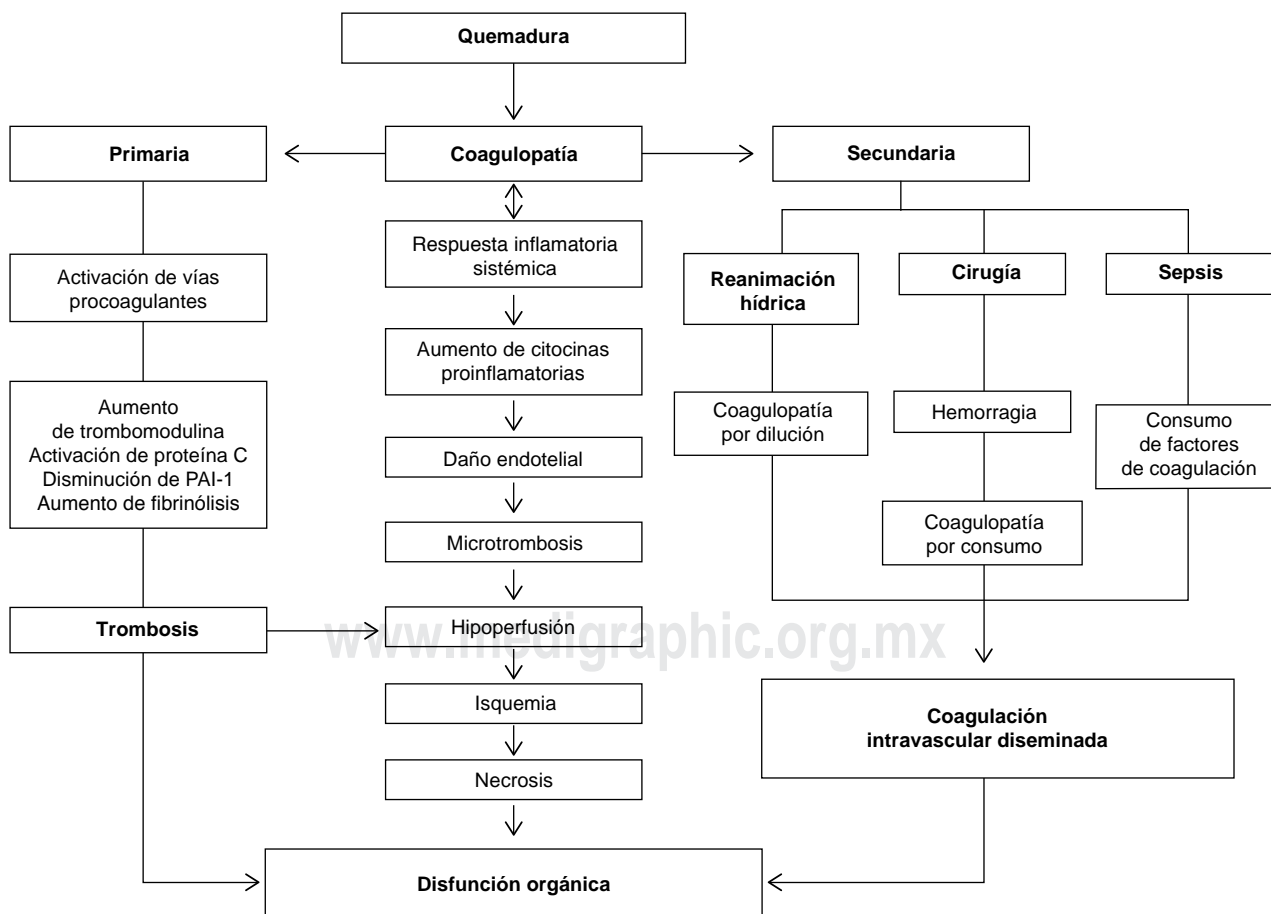 Quemadura
Primaria
Coagulopatía
Secundaria
Activación de vías
procoagulantes
Aumento
de trombomodulina
Activación de proteína C
Disminución de PAI-1
Aumento de fibrinólisis
Trombosis
Respuesta inflamatoria
sistémica
Aumento de citocinas
proinflamatorias
Daño endotelial
Microtrombosis
Hipoperfusión
Isquemia
Necrosis
Reanimación
hídrica
Coagulopatía
por dilución
Cirugía
Hemorragia
Coagulopatía
por consumo
Sepsis
Consumo
de factores
de coagulación
Coagulación
intravascular diseminada
Disfunción orgánica
www.medigraphic.org.mx